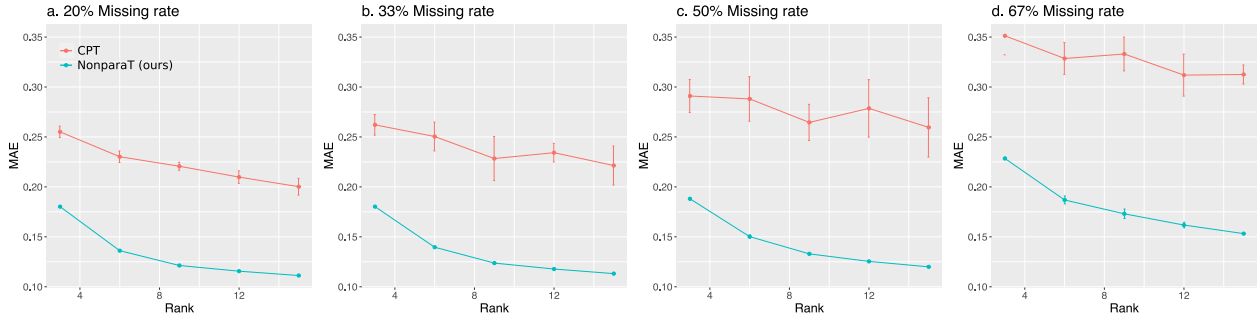 a. 20% Missing rate
0.35
0.30
0.25
0.20
0.15
0.10
MAE
CPT
NonparaT (ours)
4
12
Rank
b. 33% Missing rate
0.35
0.30
0.25
0.20
0.15
0.10
MAE
4
12
Rank
c. 50% Missing rate
0.35
0.30
0.25
0.20
0.15
0.10
MAE
4
12
Rank
d. 67% Missing rate
0.35
0.30
0.25
0.20
0.15
0.10
MAE
4
8
12
Rank